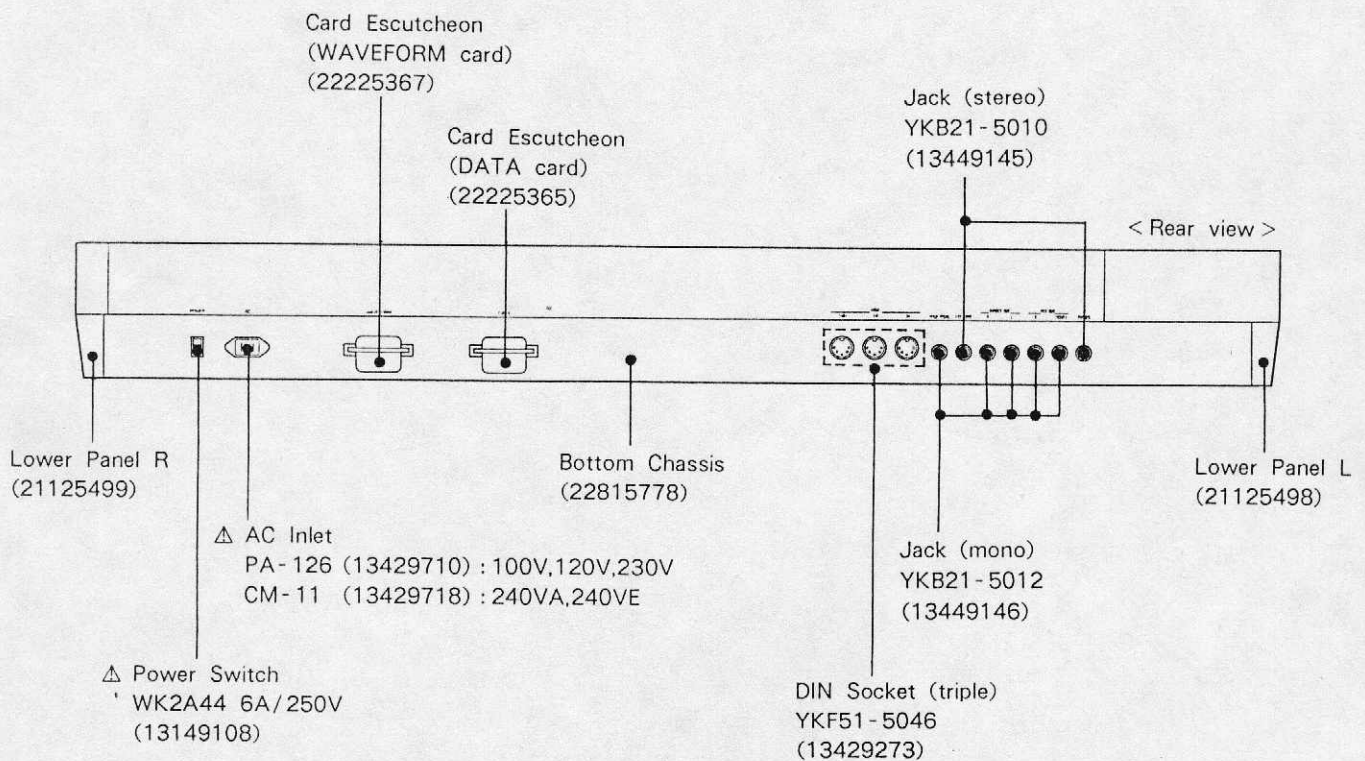 Card Escutcheon
(WAVEFORM card)
(22225367)
Card Escutcheon
(DATA card)
(22225365)
Jack (stereo)
YKB21-5010
(13449145)
< Rear view >
Lower Panel R
(21125499)
⚠ AC Inlet
PA-126 (13429710) : 100V,120V,230V
CM-11 (13429718) : 240VA,240VE
⚠ Power Switch
WK2A44 6A/250V
(13149108)
Bottom Chassis
(22815778)
DIN Socket (triple)
YKF51-5046
(13429273)
Jack (mono)
YKB21-5012
(13449146)
Lower Panel L
(21125498)